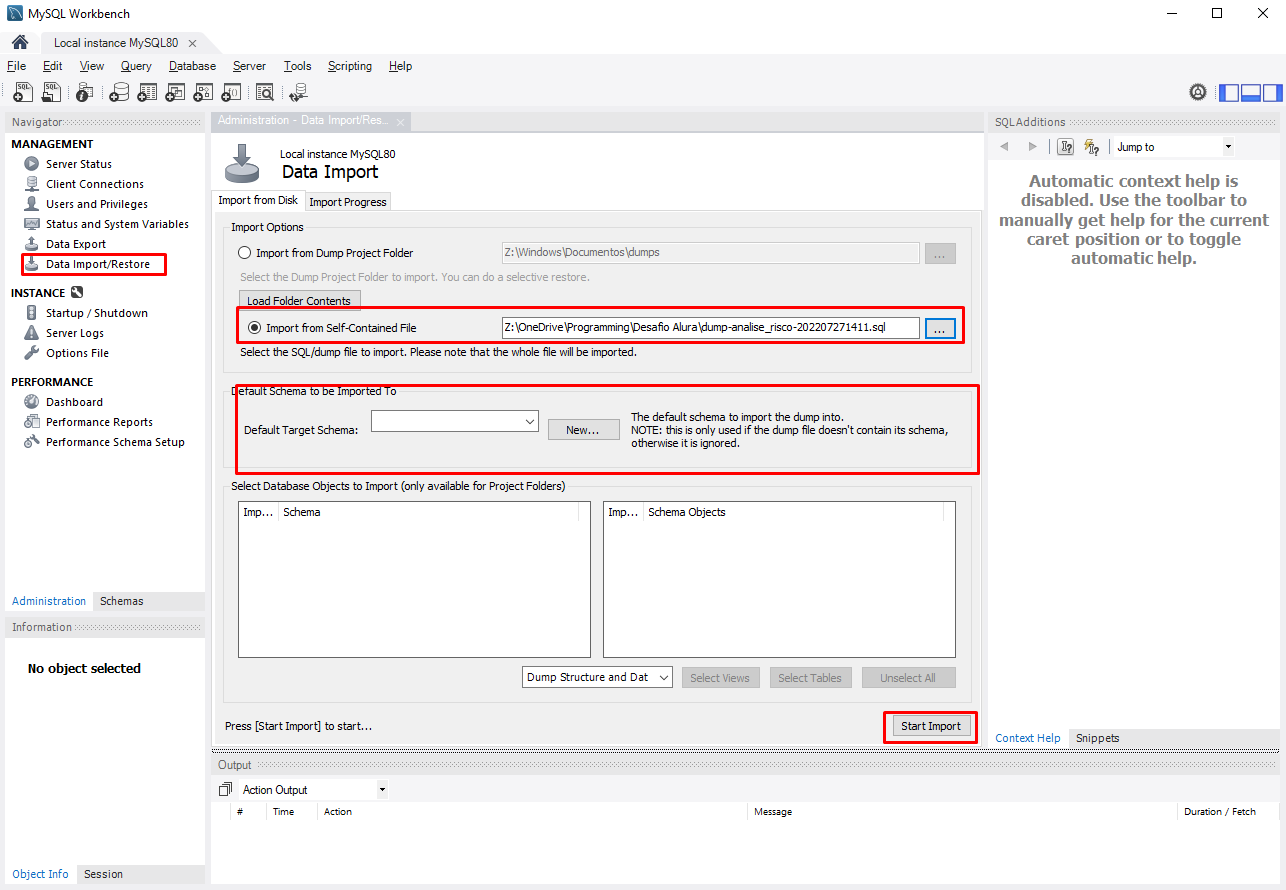 MySQL Workbench
Local instance MySQL80
File Edit View Query Database Server Tools Scripting Help
Navigator
MANAGEMENT
Server Status
Client Connections
Users and Privileges
Status and System Variables
Data Export
Data Import/Restore
INSTANCE
Startup / Shutdown
Server Logs
Options File
PERFORMANCE
Dashboard
Performance Reports
Performance Schema Setup
Administration Schemas
Information
No object selected
Object Info Session
Administration - Data Import/Res...
Local instance MySQL80
Data Import
Import from Disk Import Progress
Import Options
Import from Dump Project Folder Z:\Windows\Documentos\dumps ...
Select the Dump Project Folder to import. You can do a selective restore.
Load Folder Contents
Import from Self-Contained File Z:\OneDrive\Programming\Desafio Alura\dump-analise_risco-202207271411.sql ...
Select the SQL/dump file to import. Please note that the whole file will be imported.
Default Schema to be Imported To
Default Target Schema: New...
The default schema to import the dump into.
NOTE: this is only used if the dump file doesn't contain its schema,
otherwise it is ignored.
Select Database Objects to Import (only available for Project Folders)
Imp... Schema
Imp... Schema Objects
Dump Structure and Dat Select Views Select Tables Unselect All
Press [Start Import] to start...
Start Import
SQLAdditions
Jump to
Automatic context help is
disabled. Use the toolbar to
manually get help for the current
caret position or to toggle
automatic help.
Context Help Snippets
Output
Action Output
# Time Action Message Duration / Fetch